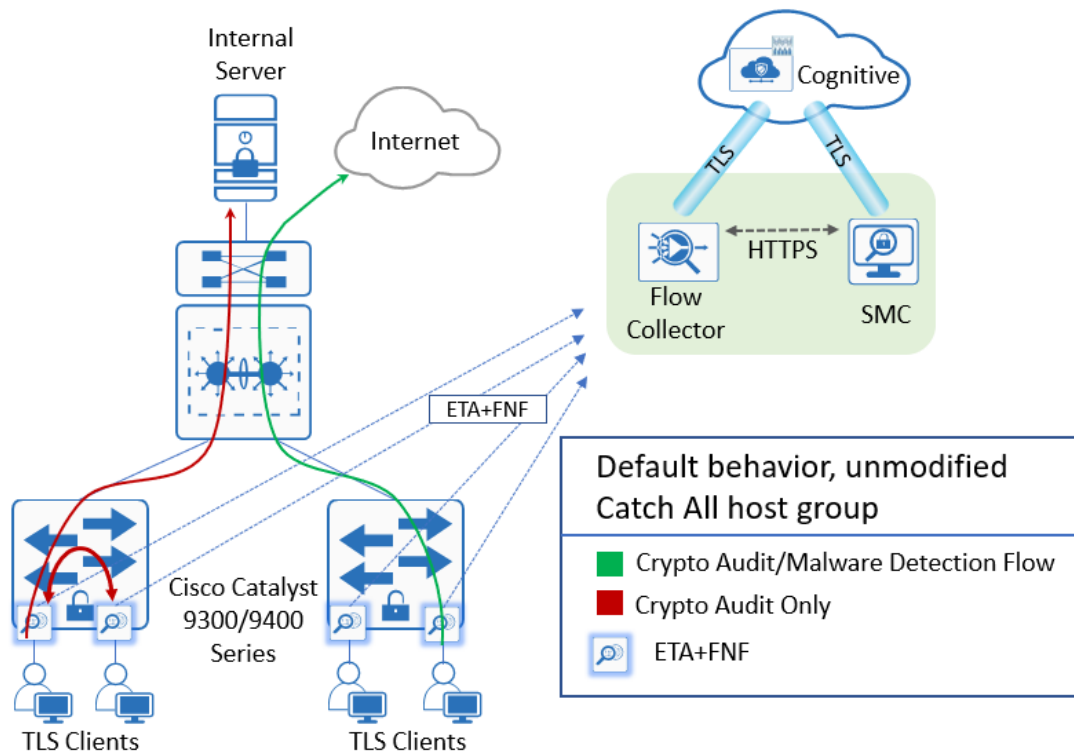 Internal
Server
Internet
Cognitive
TLS
TLS
HTTPS
Flow
Collector
SMC
ETA+FNF
Cisco Catalyst
9300/9400
Series
TLS Clients
TLS Clients
Default behavior, unmodified
Catch All host group
Crypto Audit/Malware Detection Flow
Crypto Audit Only
ETA+FNF